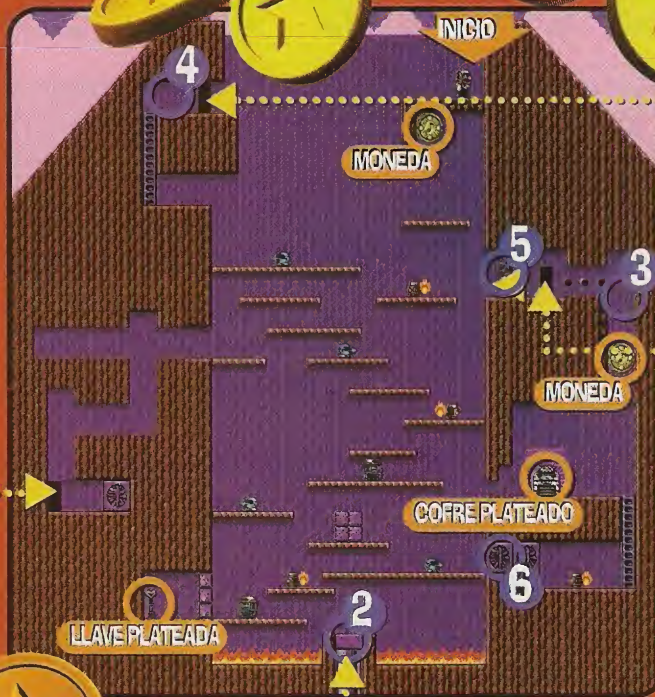 INICIO
4
MONEDA
5
3
MONEDA
COFRE PLATEADO
6
2
LLAVE PLATEADA